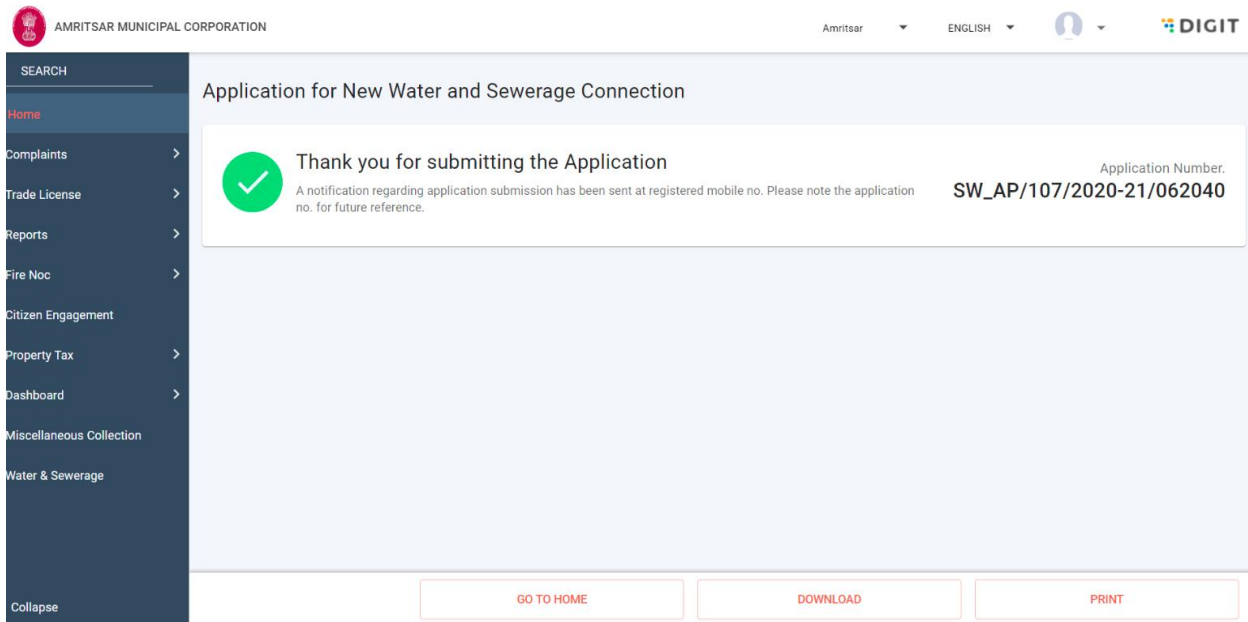 AMRITSAR MUNICIPAL CORPORATION
Amritsar
ENGLISH
DIGIT
SEARCH
Home
Complaints
Trade License
Reports
Fire Noc
Citizen Engagement
Property Tax
Dashboard
Miscellaneous Collection
Water & Sewerage
Collapse
Application for New Water and Sewerage Connection
Thank you for submitting the Application
A notification regarding application submission has been sent at registered mobile no. Please note the application
no. for future reference.
Application Number.
SW_AP/107/2020-21/062040
GO TO HOME
DOWNLOAD
PRINT